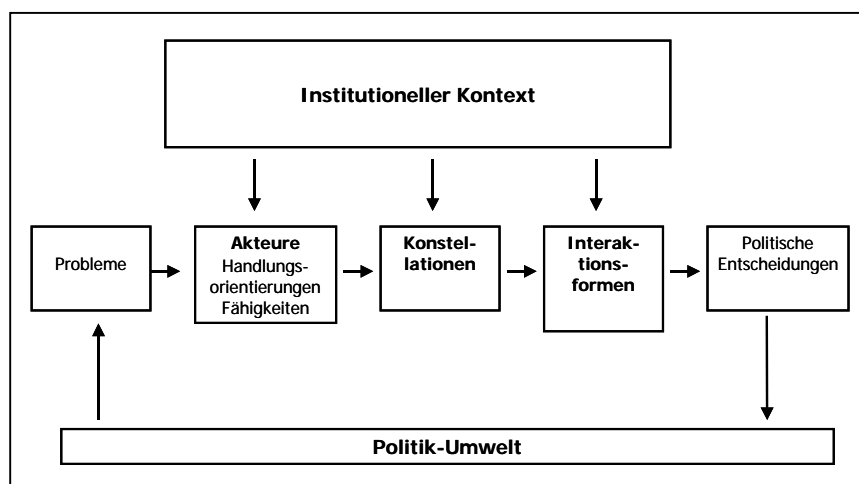 Institutioneller Kontext
Probleme
Akteure
Handlungs-
orientierungen
Fähigkeiten
Konstel-
lationen
Interak-
tions-
formen
Politische
Entscheidungen
Politik-Umwelt